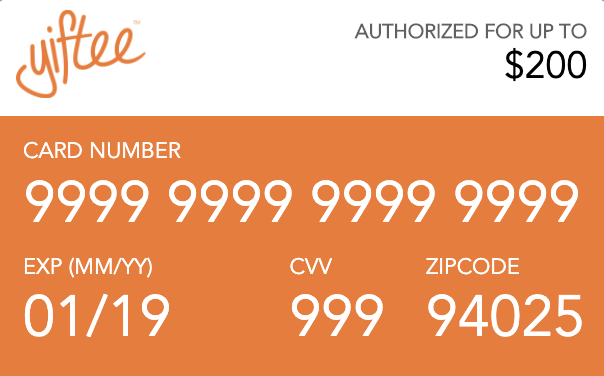 yiftee™
AUTHORIZED FOR UP TO
$200
CARD NUMBER
9999 9999 9999 9999
EXP (MM/YY) CVV ZIPCODE
01/19 999 94025